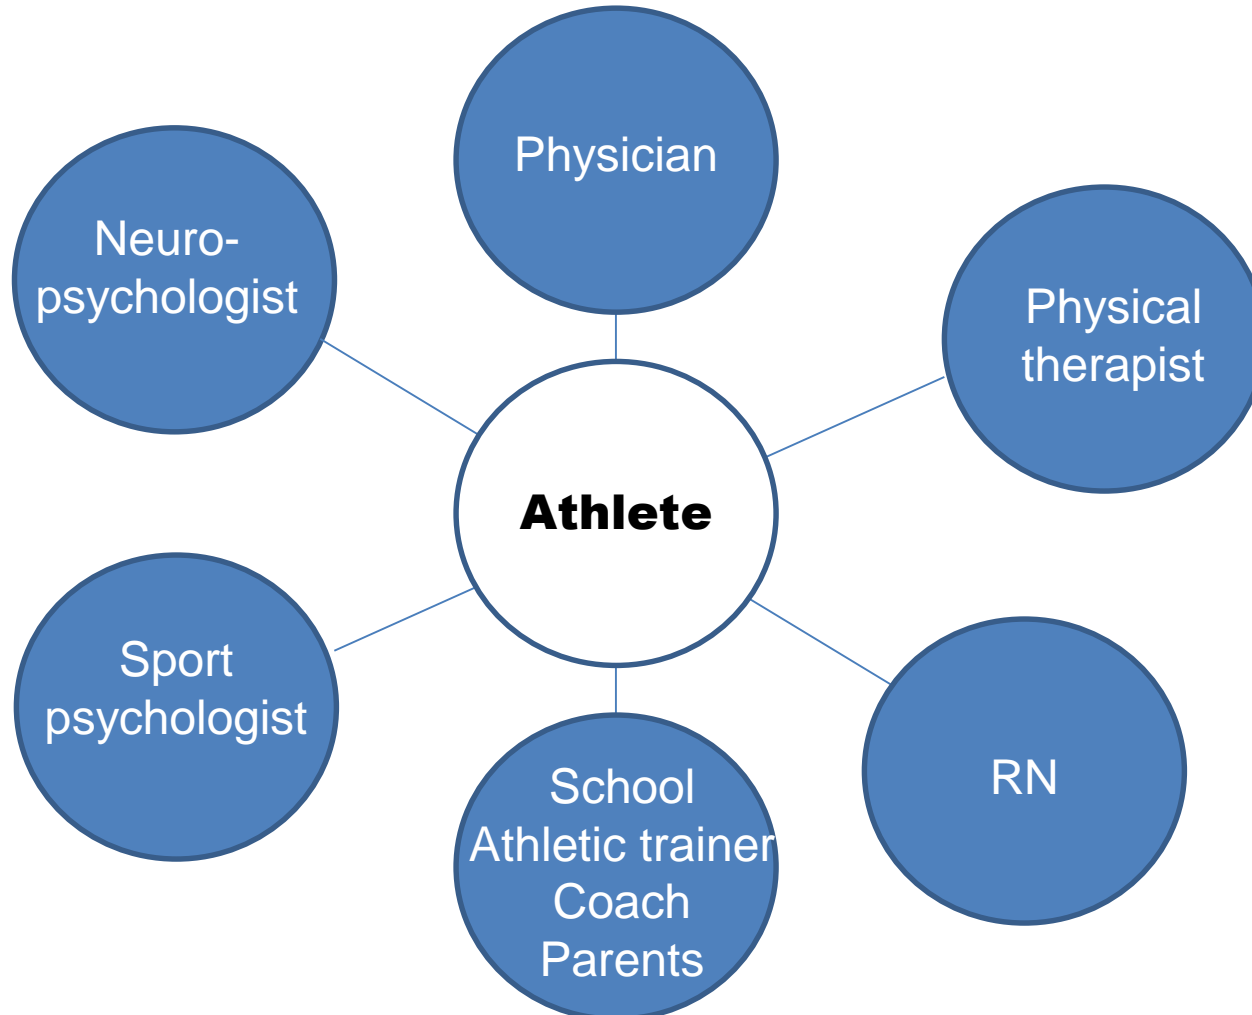 Physician
Neuro-
psychologist
Physical
therapist
Athlete
Sport
psychologist
RN
School
Athletic trainer
Coach
Parents